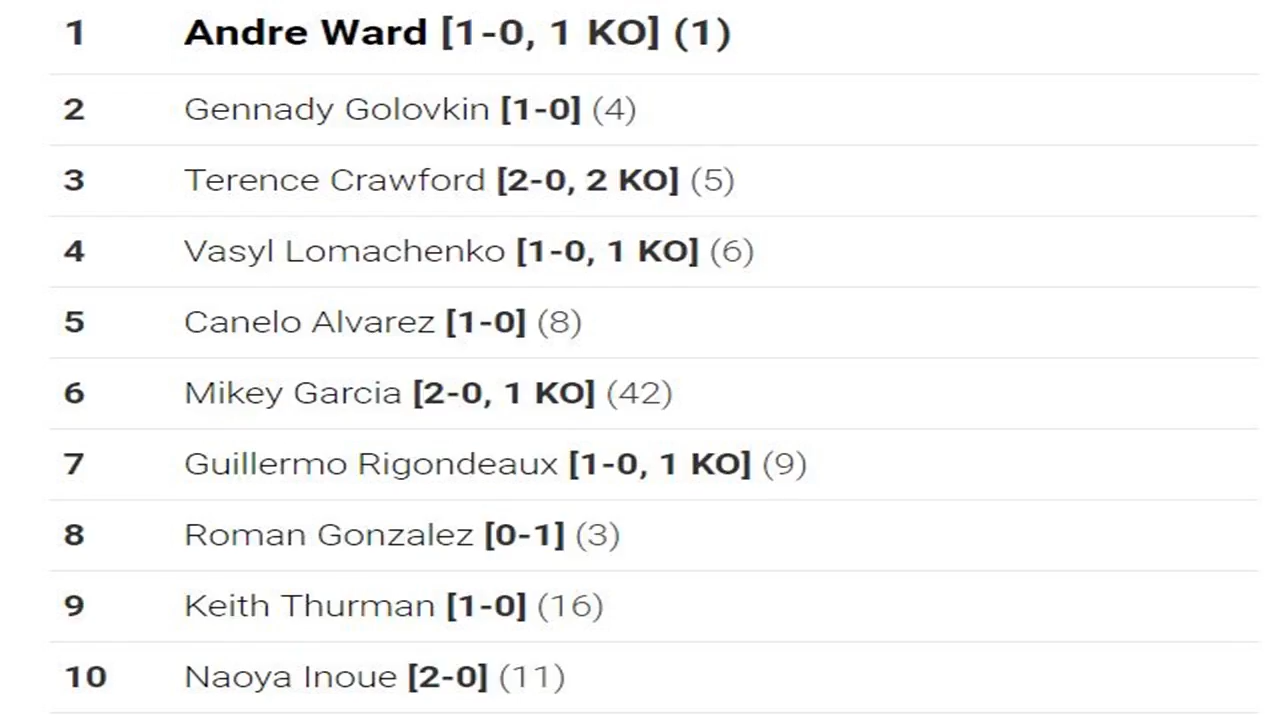 1 Andre Ward [1-0, 1 KO] (1)
2 Gennady Golovkin [1-0] (4)
3 Terence Crawford [2-0, 2 KO] (5)
4 Vasyl Lomachenko [1-0, 1 KO] (6)
5 Canelo Alvarez [1-0] (8)
6 Mikey Garcia [2-0, 1 KO] (42)
7 Guillermo Rigondeaux [1-0, 1 KO] (9)
8 Roman Gonzalez [0-1] (3)
9 Keith Thurman [1-0] (16)
10 Naoya Inoue [2-0] (11)